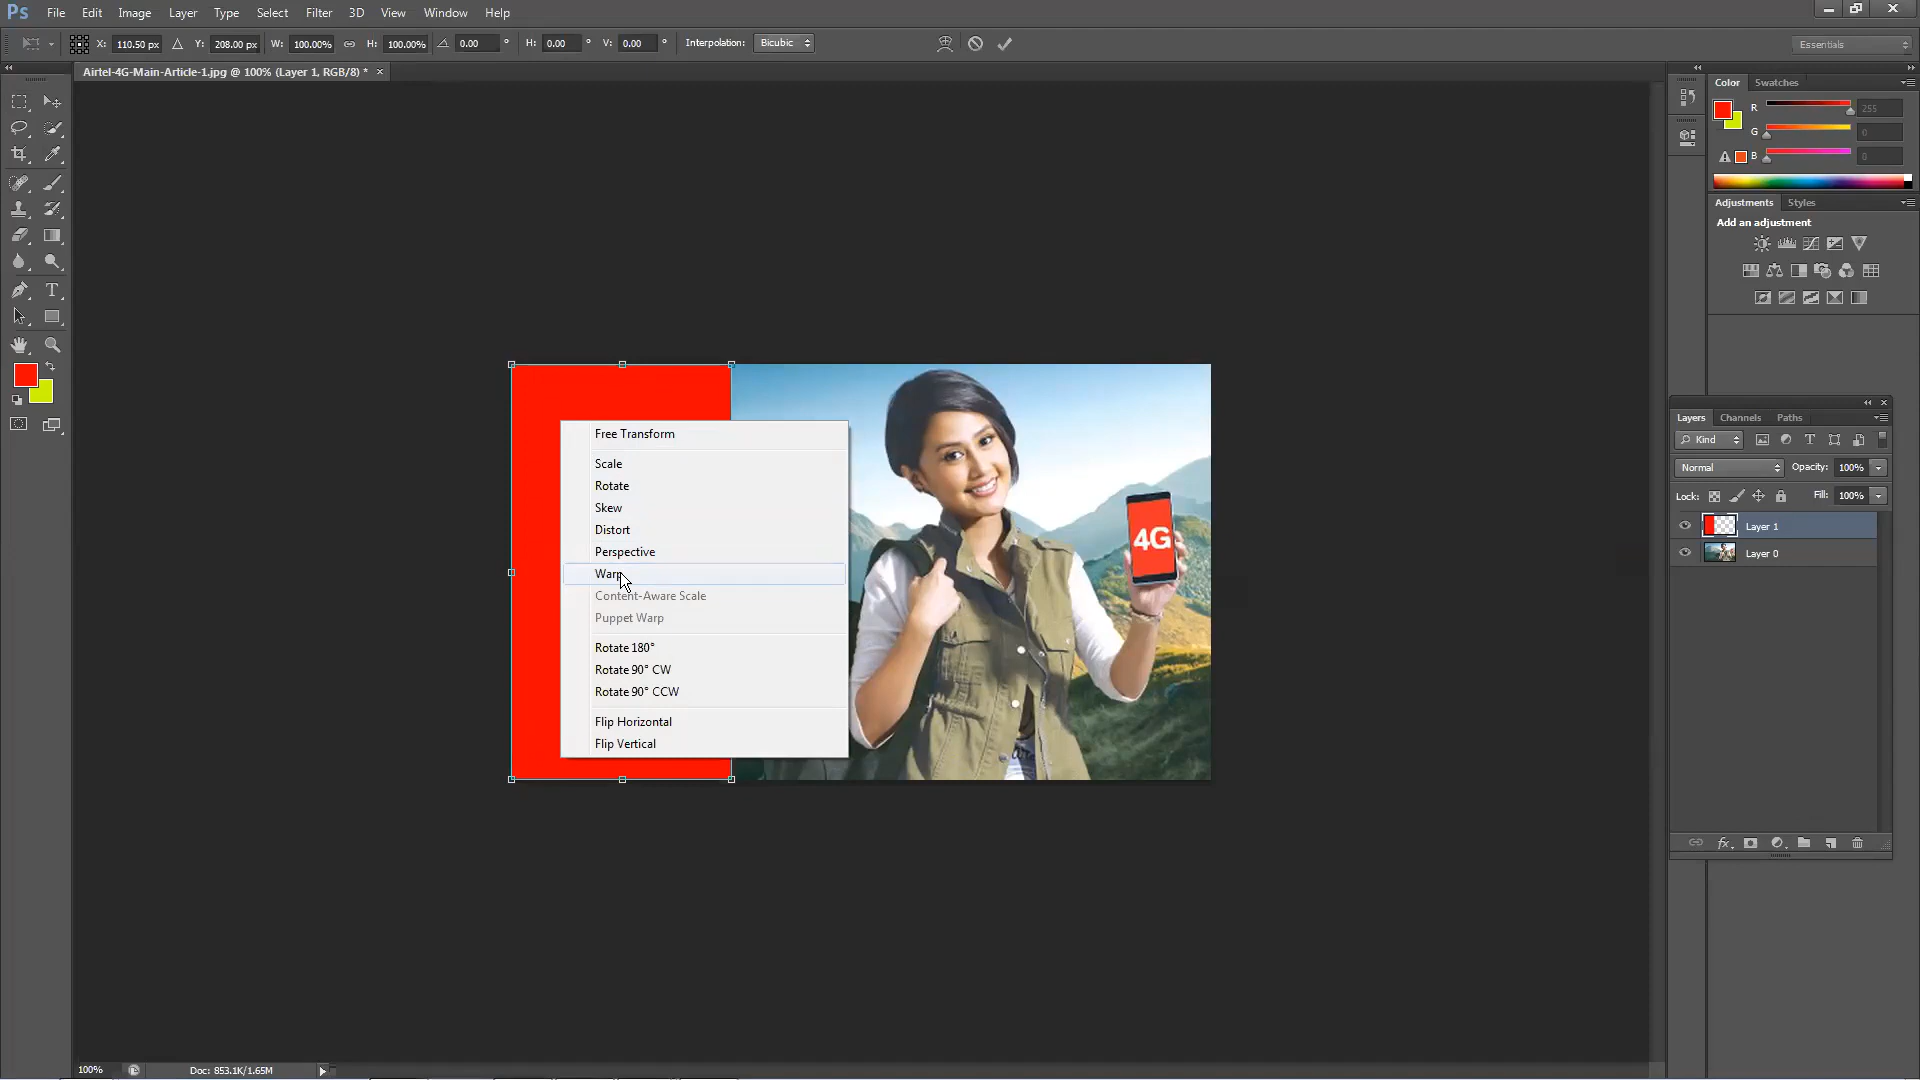 Ps File Edit Image Layer Type Select Filter 3D View Window Help
X: 110.50 px Y: 208.00 px W: 100.00% H: 100.00% 0.00 ° H: 0.00 ° V: 0.00 ° Interpolation: Bicubic Essentials
Airtel-4G-Main-Article-1.jpg @ 100% (Layer 1, RGB/8) * ×
Color Swatches
R 255
G 0
B 0
Adjustments Styles
Add an adjustment
Free Transform
Scale
Rotate
Skew
Distort
Perspective
Warp
Content-Aware Scale
Puppet Warp
Rotate 180°
Rotate 90° CW
Rotate 90° CCW
Flip Horizontal
Flip Vertical
4G
Layers Channels Paths
Kind
Normal Opacity: 100%
Lock: Fill: 100%
Layer 1
Layer 0
fx
100% Doc: 853.1K/1.65M